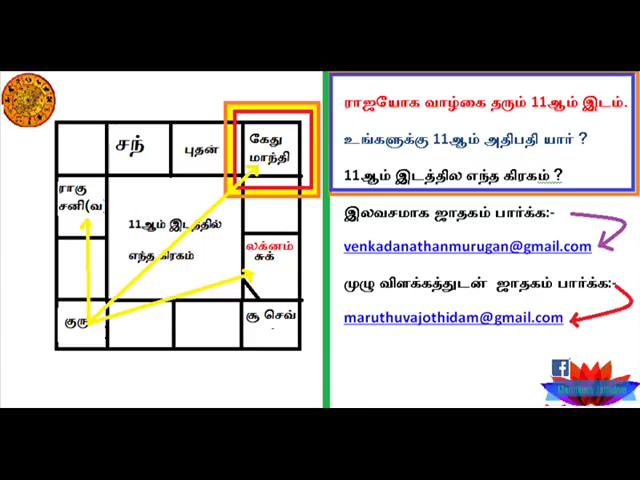 சந்
புதன்
கேது
மாந்தி
ராகு
சனி(வ
11ஆம் இடத்தில்
எந்த கிரகம்
லக்னம்
சுக்
குரு
சூ செவ்
ராஜயோக வாழ்கை தரும் 11ஆம் இடம்.
உங்களுக்கு 11ஆம் அதிபதி யார் ?
11ஆம் இடத்தில எந்த கிரகம் ?
இலவசமாக ஜாதகம் பார்க்க:-
venkadanathanmurugan@gmail.com
முழு விளக்கத்துடன் ஜாதகம் பார்க்க:-
maruthuvajothidam@gmail.com
f